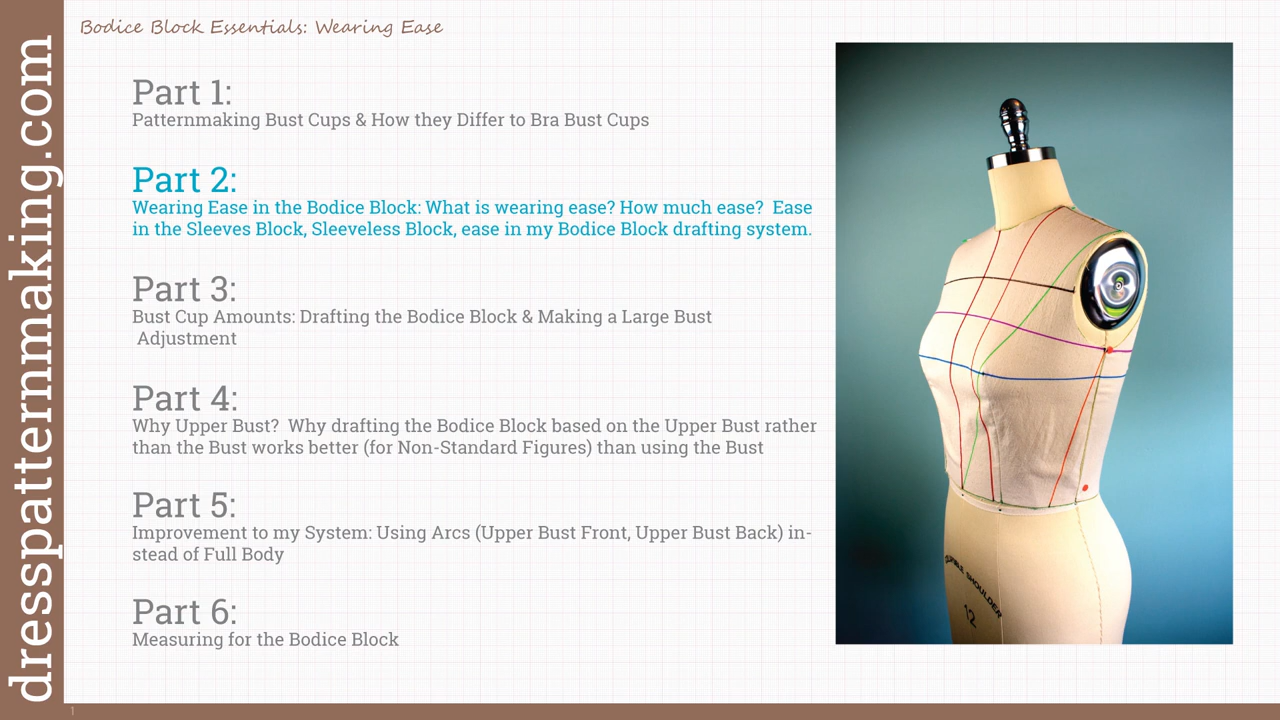 Bodice Block Essentials: Wearing Ease
dresspatternmaking.com
Part 1:
Patternmaking Bust Cups & How they Differ to Bra Bust Cups
Part 2:
Wearing Ease in the Bodice Block: What is wearing ease? How much ease?  Ease
in the Sleeves Block, Sleeveless Block, ease in my Bodice Block drafting system.
Part 3:
Bust Cup Amounts: Drafting the Bodice Block & Making a Large Bust
Adjustment
Part 4:
Why Upper Bust?  Why drafting the Bodice Block based on the Upper Bust rather
than the Bust works better (for Non-Standard Figures) than using the Bust
Part 5:
Improvement to my System: Using Arcs (Upper Bust Front, Upper Bust Back) in-
stead of Full Body
Part 6:
Measuring for the Bodice Block
SHOULDER
12
1